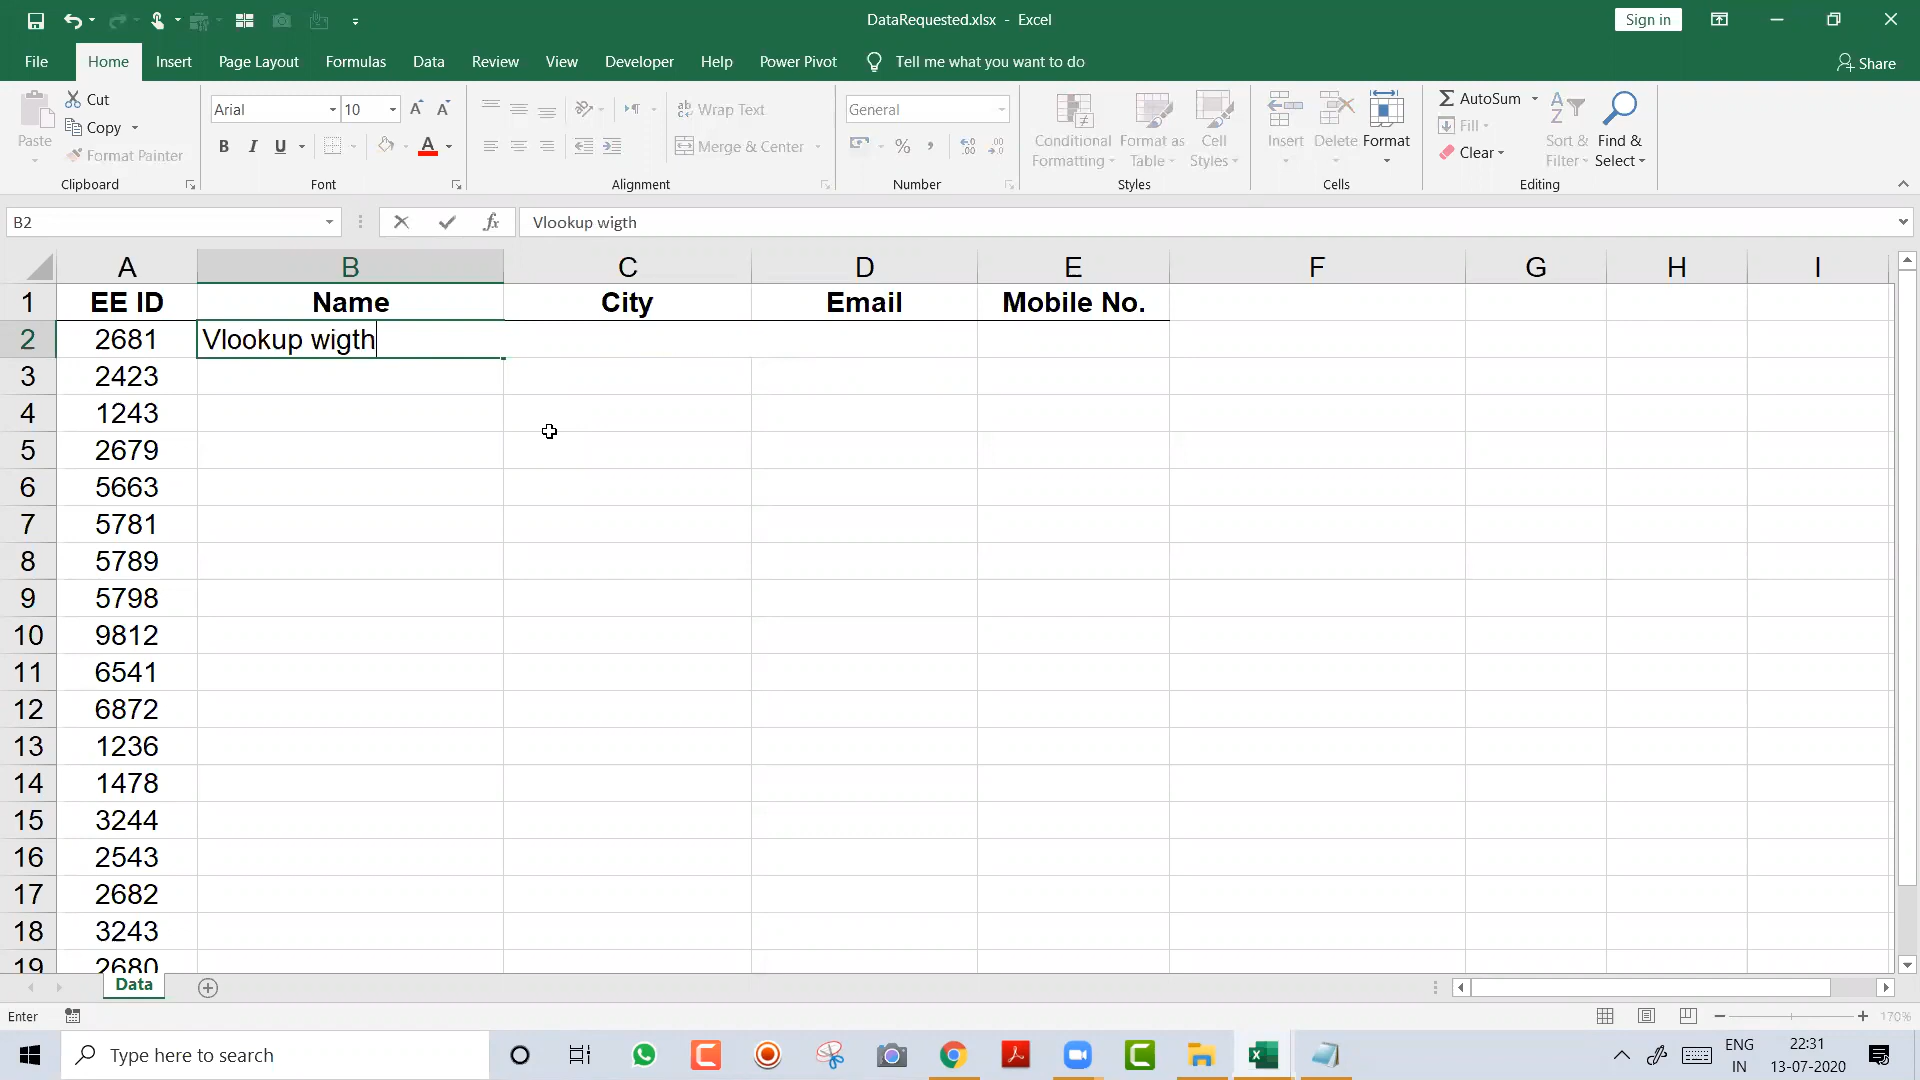 DataRequested.xlsx - Excel
Sign in
File Home Insert Page Layout Formulas Data Review View Developer Help Power Pivot Tell me what you want to do Share
Paste
Cut
Copy
Format Painter
Clipboard
Arial 10
B I U
Font
Wrap Text
Merge & Center
Alignment
General
Number
Conditional Formatting
Format as Table
Cell Styles
Styles
Insert
Delete
Format
Cells
AutoSum
Fill
Clear
Sort & Filter
Find & Select
Editing
B2 fx Vlookup wigth
A B C D E F G H I
1 EE ID Name City Email Mobile No.
2 2681 Vlookup wigth
3 2423
4 1243
5 2679
6 5663
7 5781
8 5789
9 5798
10 9812
11 6541
12 6872
13 1236
14 1478
15 3244
16 2543
17 2682
18 3243
19 2680
Data
Enter
170%
Type here to search
ENG
IN
22:31
13-07-2020